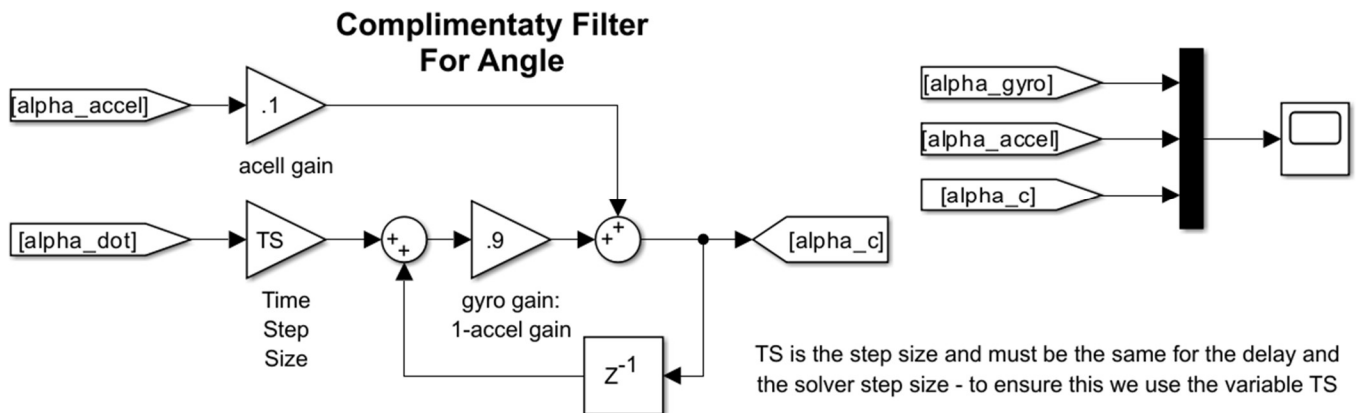 Complimentaty Filter
For Angle
[alpha_accel]
.1
acell gain
[alpha_dot]
TS
Time
Step
Size
+
+
.9
gyro gain:
1-accel gain
+
+
[alpha_c]
Z-1
[alpha_gyro]
[alpha_accel]
[alpha_c]
TS is the step size and must be the same for the delay and
the solver step size - to ensure this we use the variable TS